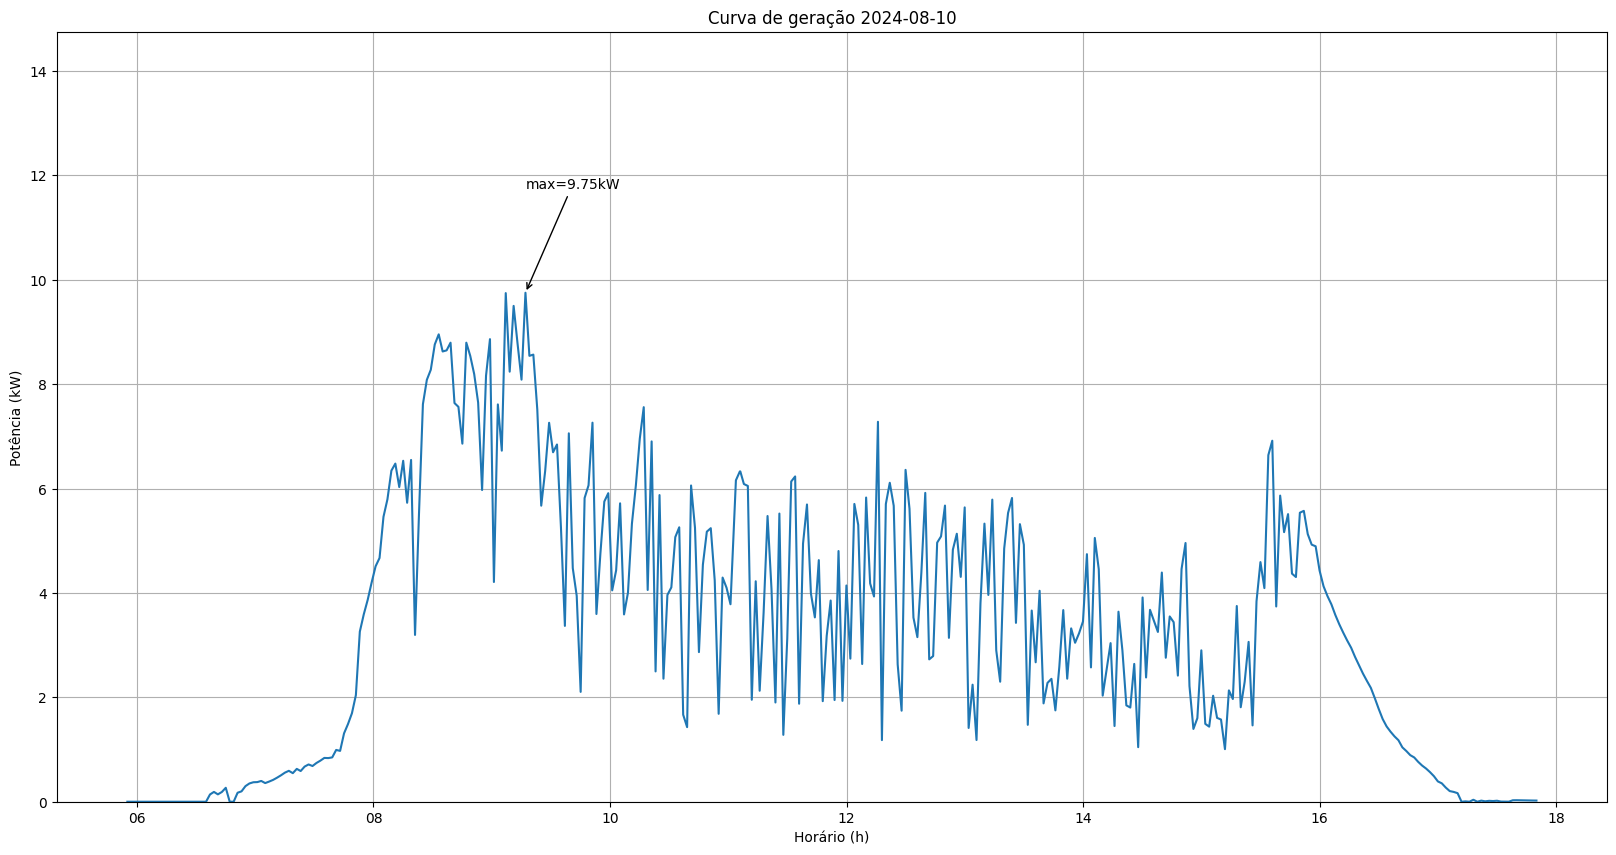 Curva de geração 2024-08-10
14
12
10
8
6
4
2
0
Potência (kW)
max=9.75kW
06 08 10 12 14 16 18
Horário (h)